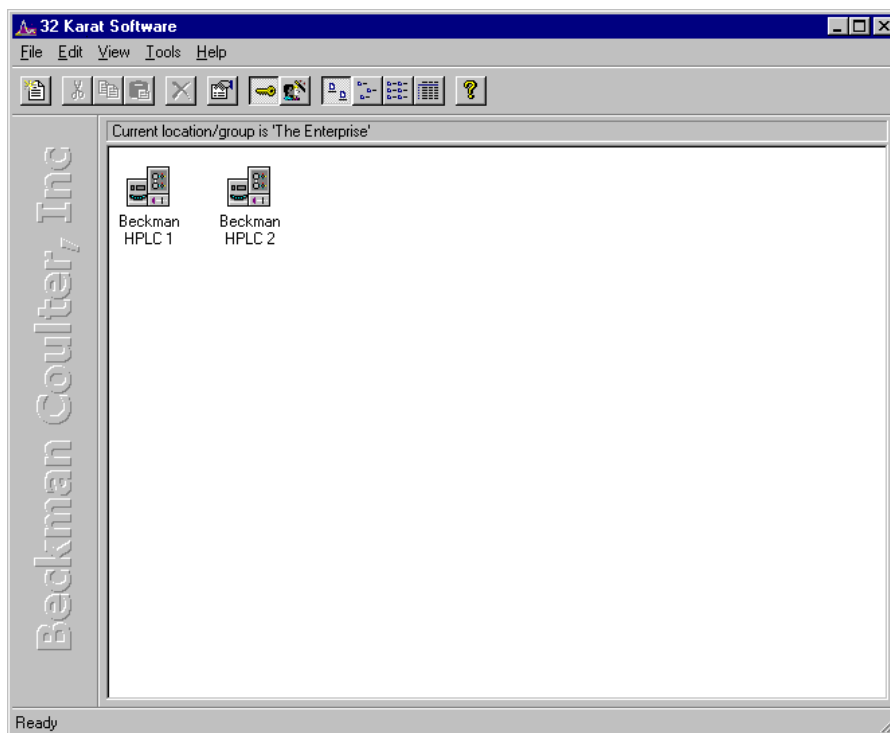 32 Karat Software
File Edit View Tools Help
Current location/group is 'The Enterprise'
Beckman Coulter, Inc
Beckman
HPLC 1
Beckman
HPLC 2
Ready